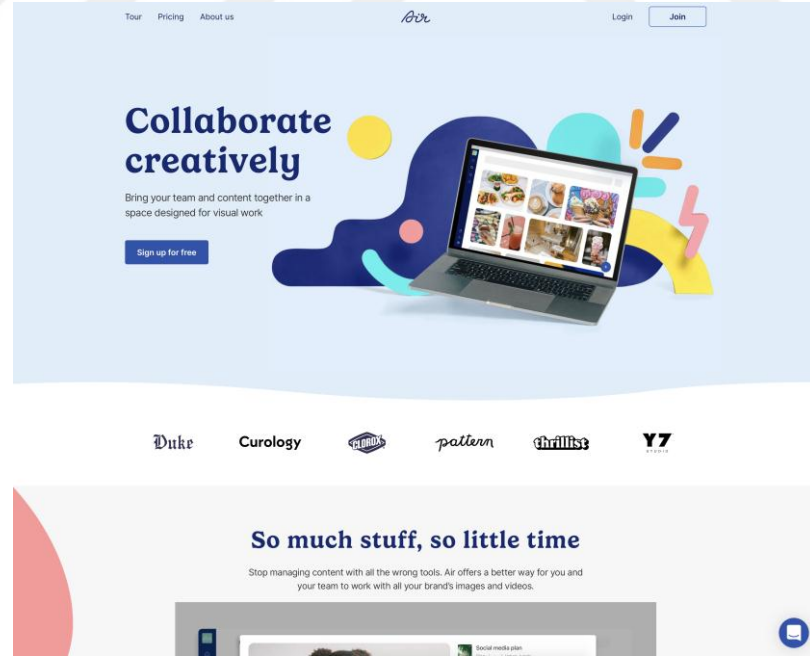 Tour Pricing About us Air Login Join
Collaborate
creatively
Bring your team and content together in a
space designed for visual work
Sign up for free
Duke Curology CLOROX pattern thrillist Y7
STUDIO
So much stuff, so little time
Stop managing content with all the wrong tools. Air offers a better way for you and
your team to work with all your brand's images and videos.
Social media plan